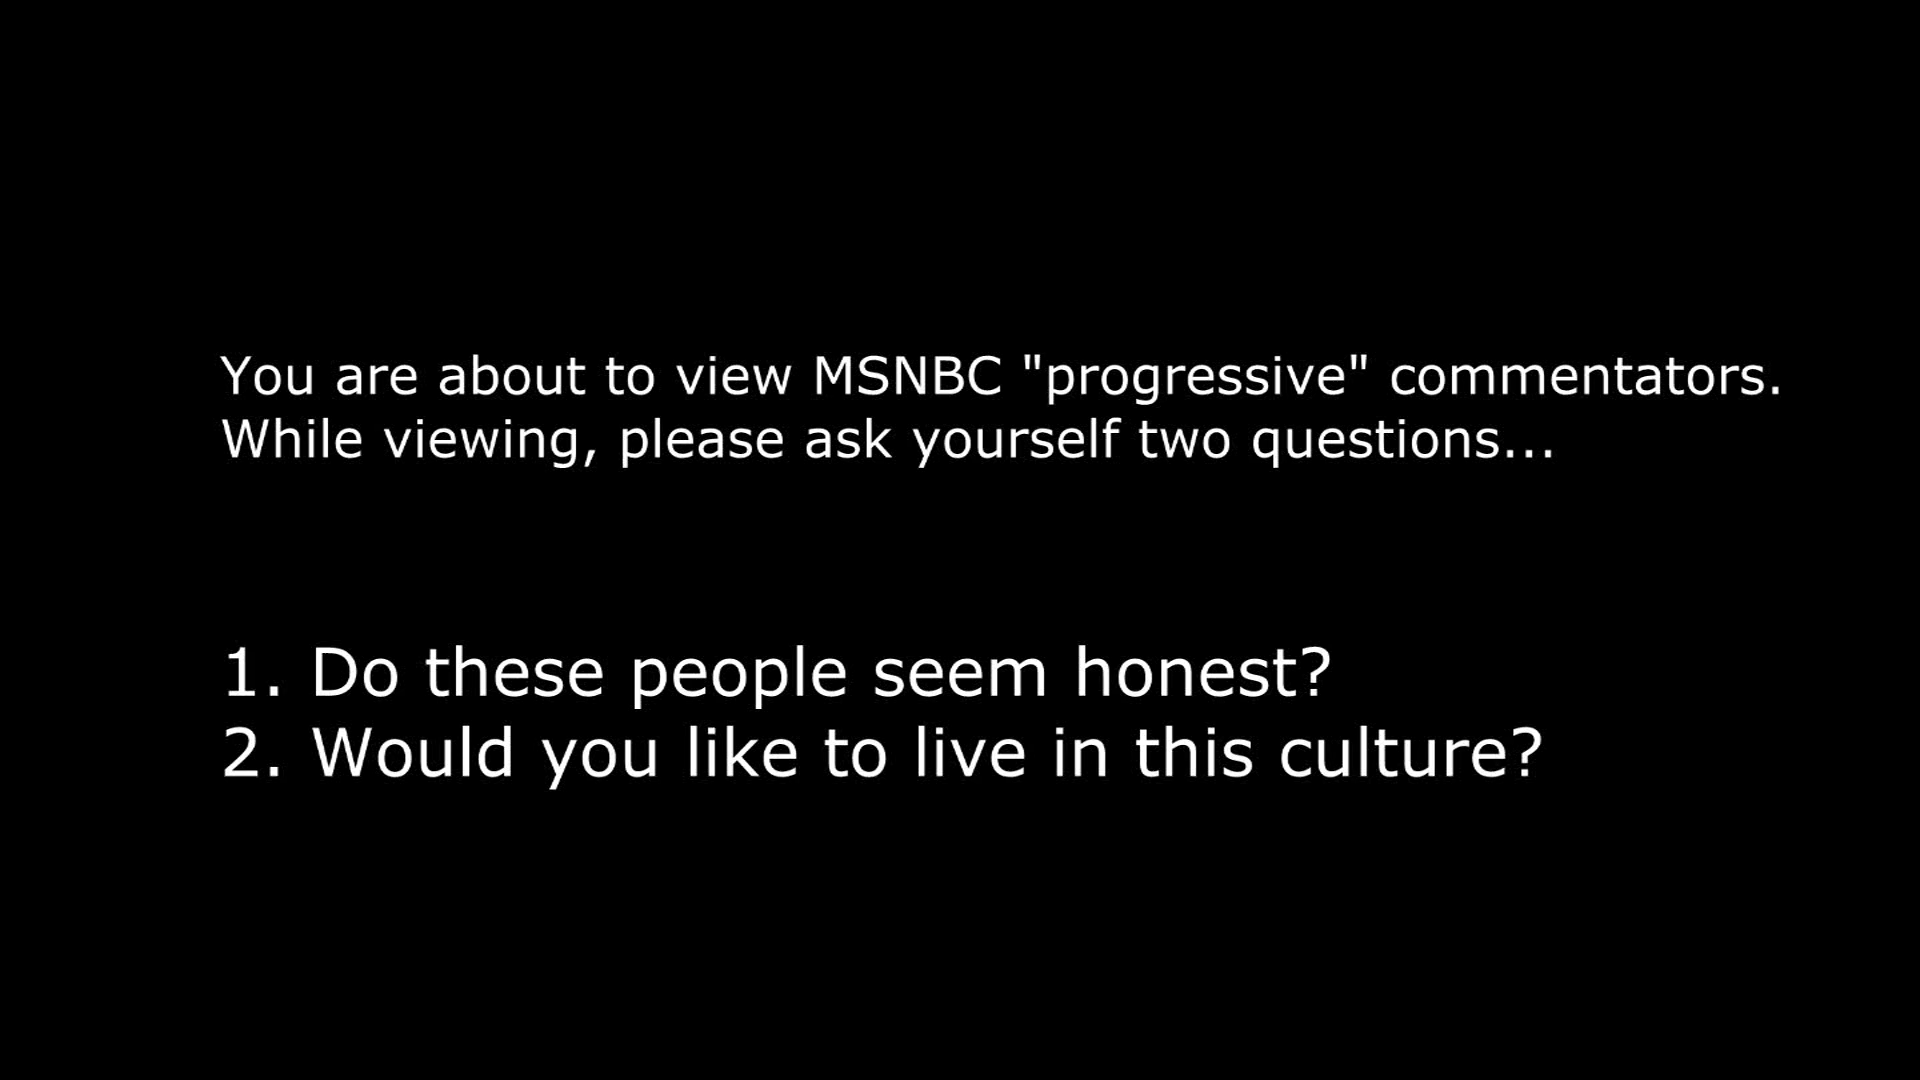 You are about to view MSNBC "progressive" commentators.
While viewing, please ask yourself two questions...
1. Do these people seem honest?
2. Would you like to live in this culture?